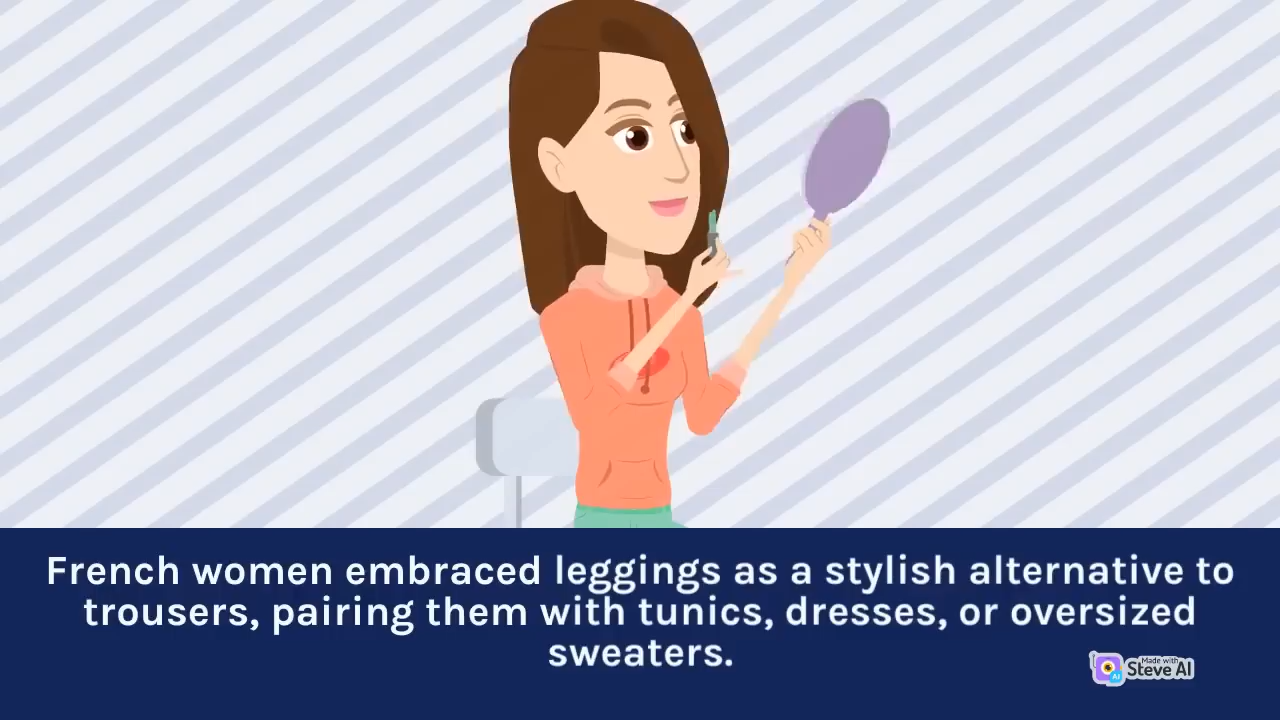 French women embraced leggings as a stylish alternative to
trousers, pairing them with tunics, dresses, or oversized
sweaters.
Made with
Steve AI
AI